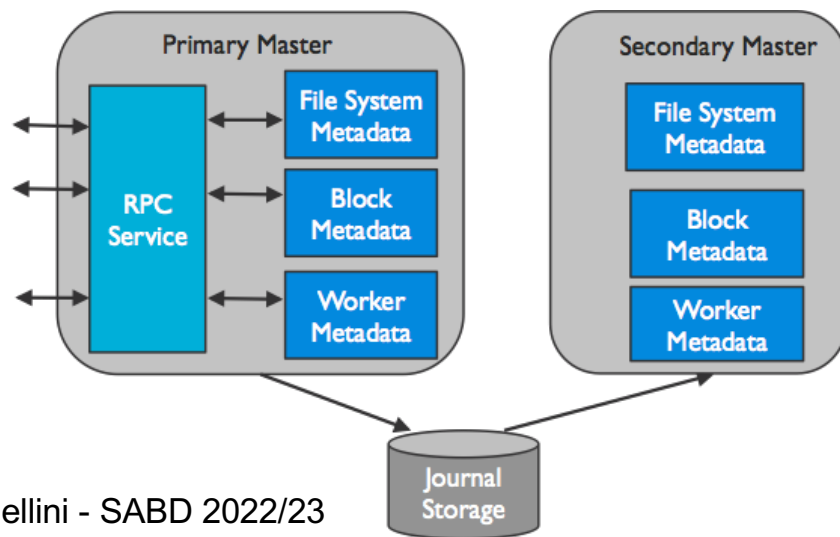 Primary Master
RPC
Service
File System
Metadata
Block
Metadata
Worker
Metadata
Secondary Master
File System
Metadata
Block
Metadata
Worker
Metadata
Journal
Storage
ellini - SABD 2022/23